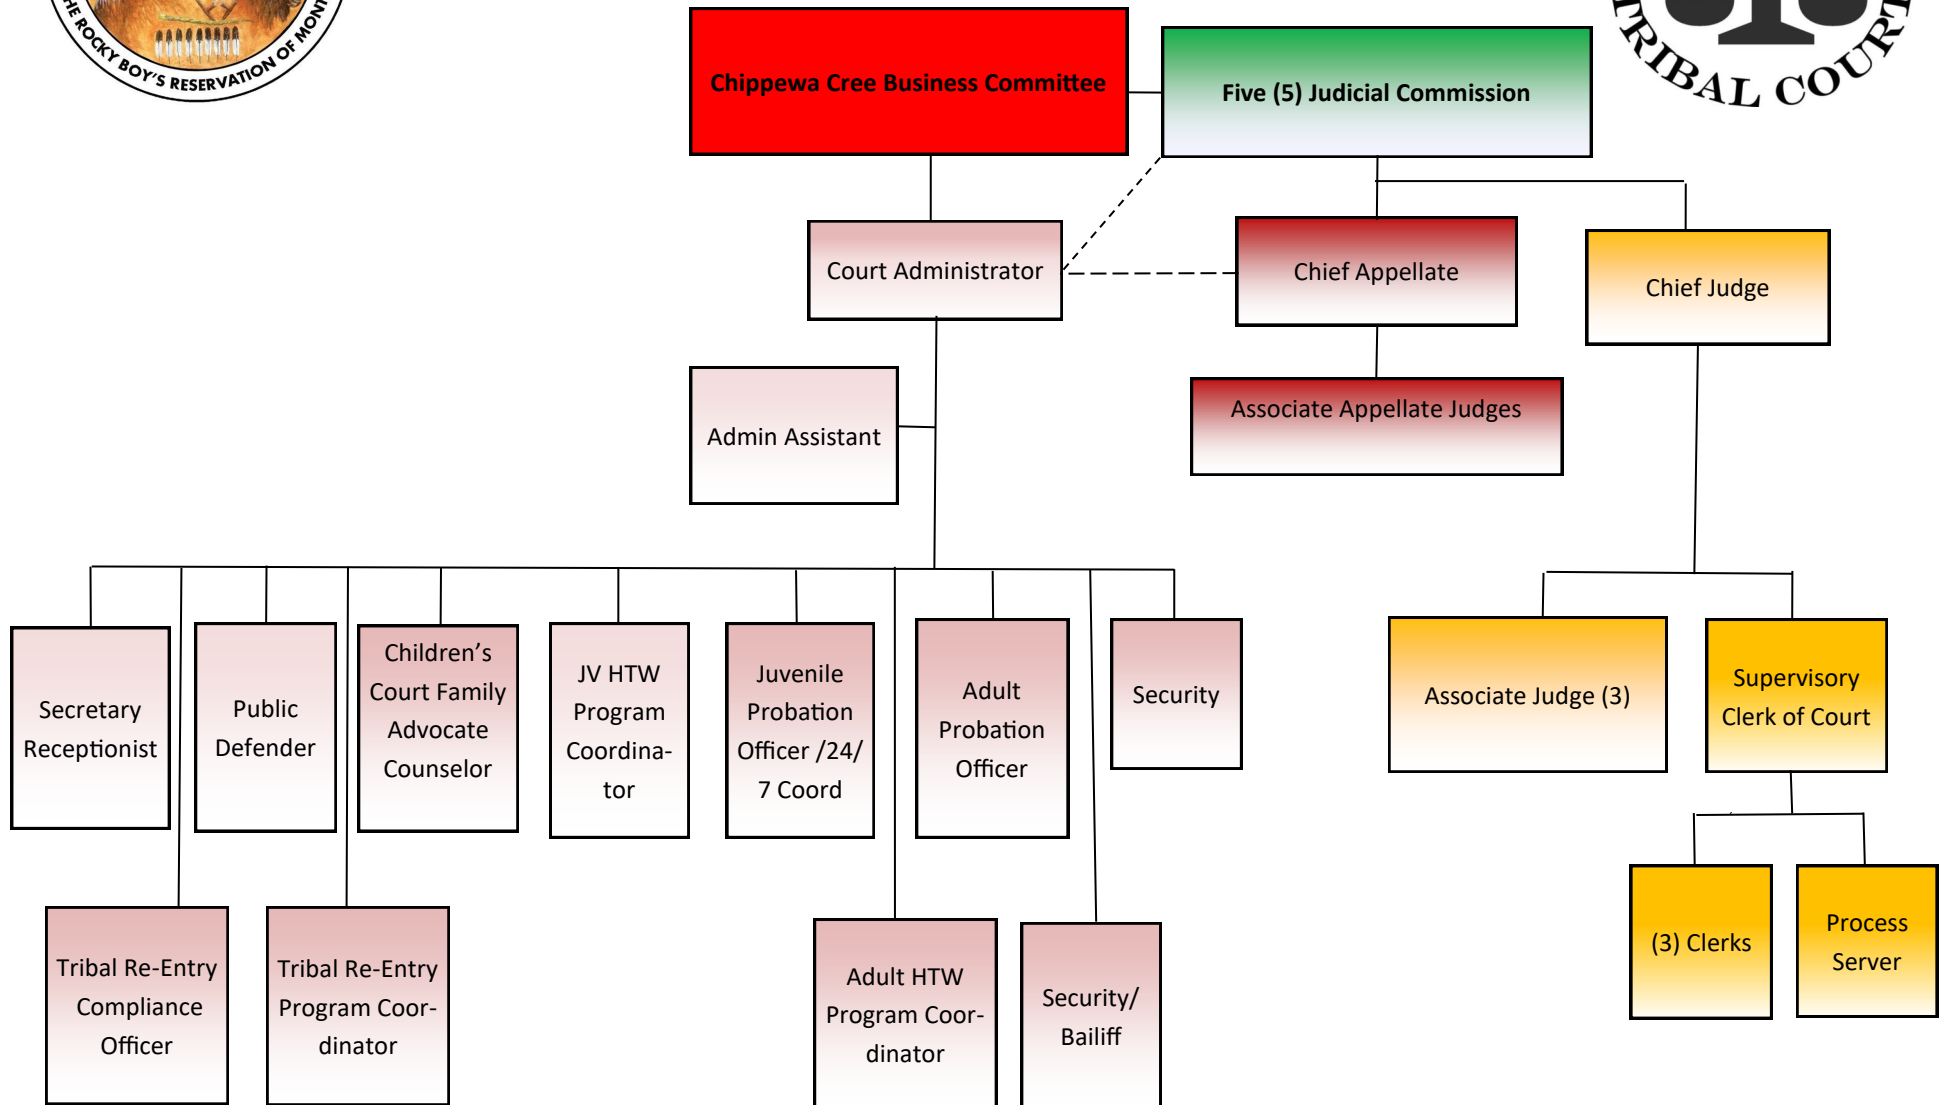 THE ROCKY BOY'S RESERVATION OF MONT
TRIBAL COURT
Chippewa Cree Business Committee
Five (5) Judicial Commission
Court Administrator
Chief Appellate
Chief Judge
Admin Assistant
Associate Appellate Judges
Secretary
Receptionist
Public
Defender
Children’s
Court Family
Advocate
Counselor
JV HTW
Program
Coordina-
tor
Juvenile
Probation
Officer /24/
7 Coord
Adult
Probation
Officer
Security
Associate Judge (3)
Supervisory
Clerk of Court
Tribal Re-Entry
Compliance
Officer
Tribal Re-Entry
Program Coor-
dinator
Adult HTW
Program Coor-
dinator
Security/
Bailiff
(3) Clerks
Process
Server